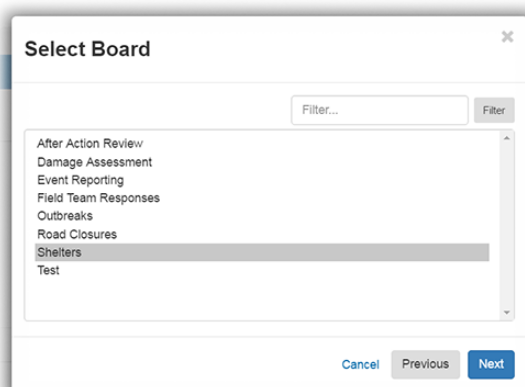 Select Board
×
Filter...
Filter
After Action Review
Damage Assessment
Event Reporting
Field Team Responses
Outbreaks
Road Closures
Shelters
Test
Cancel
Previous
Next